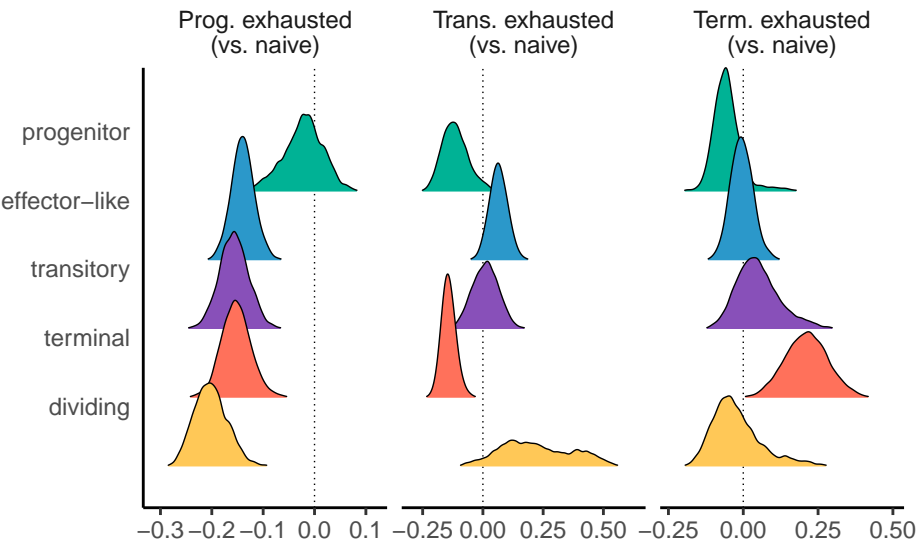 Prog. exhausted
(vs. naive)
Trans. exhausted
(vs. naive)
Term. exhausted
(vs. naive)
progenitor
effector−like
transitory
terminal
dividing
−0.3 −0.2 −0.1 0.0 0.1
−0.25 0.00 0.25 0.50
−0.25 0.00 0.25 0.50